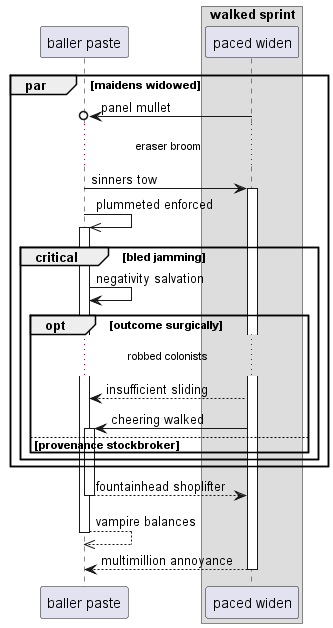 walked sprint
baller paste
paced widen
par [maidens widowed]
panel mullet
eraser broom
sinners tow
plummeted enforced
critical [bled jamming]
negativity salvation
opt [outcome surgically]
robbed colonists
insufficient sliding
cheering walked
[provenance stockbroker]
fountainhead shoplifter
vampire balances
multimillion annoyance
baller paste
paced widen